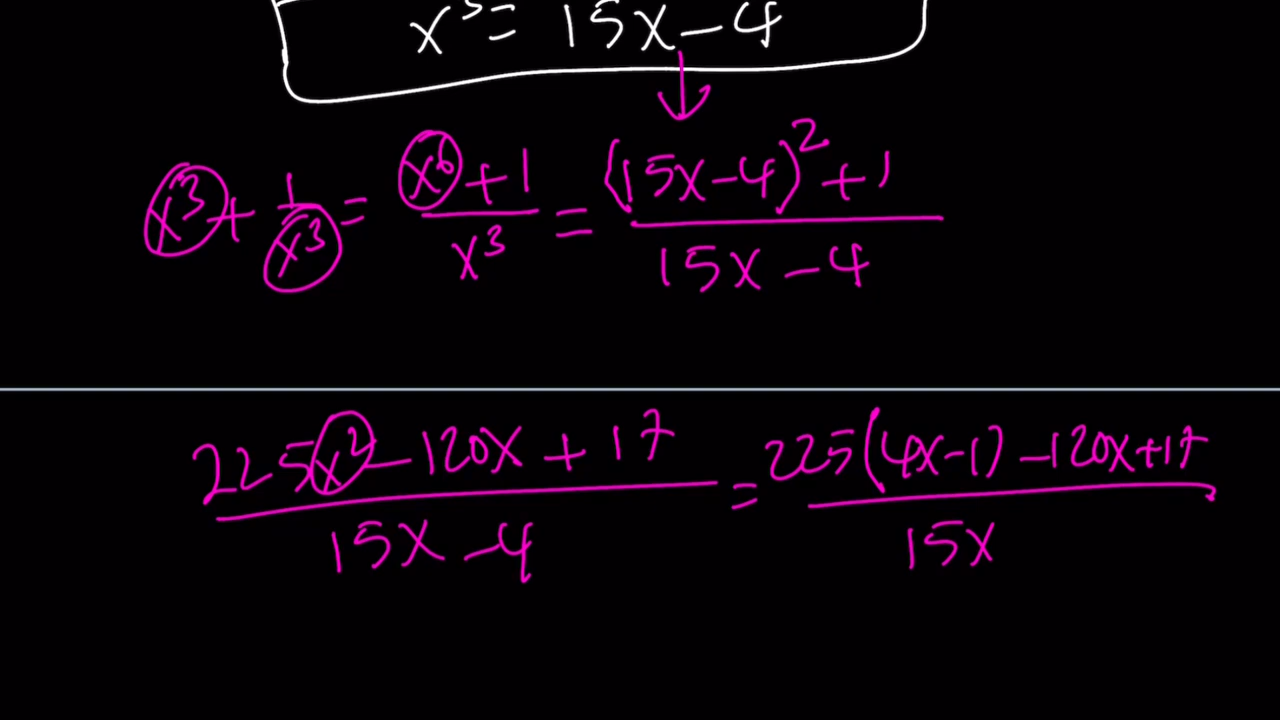 x³ = 15x-4
x³ + 1/x³ = (x⁶+1)/x³ = ((15x-4)²+1)/(15x-4)
(225x²-120x+17)/(15x-4) = (225(4x-1)-120x+17)/(15x